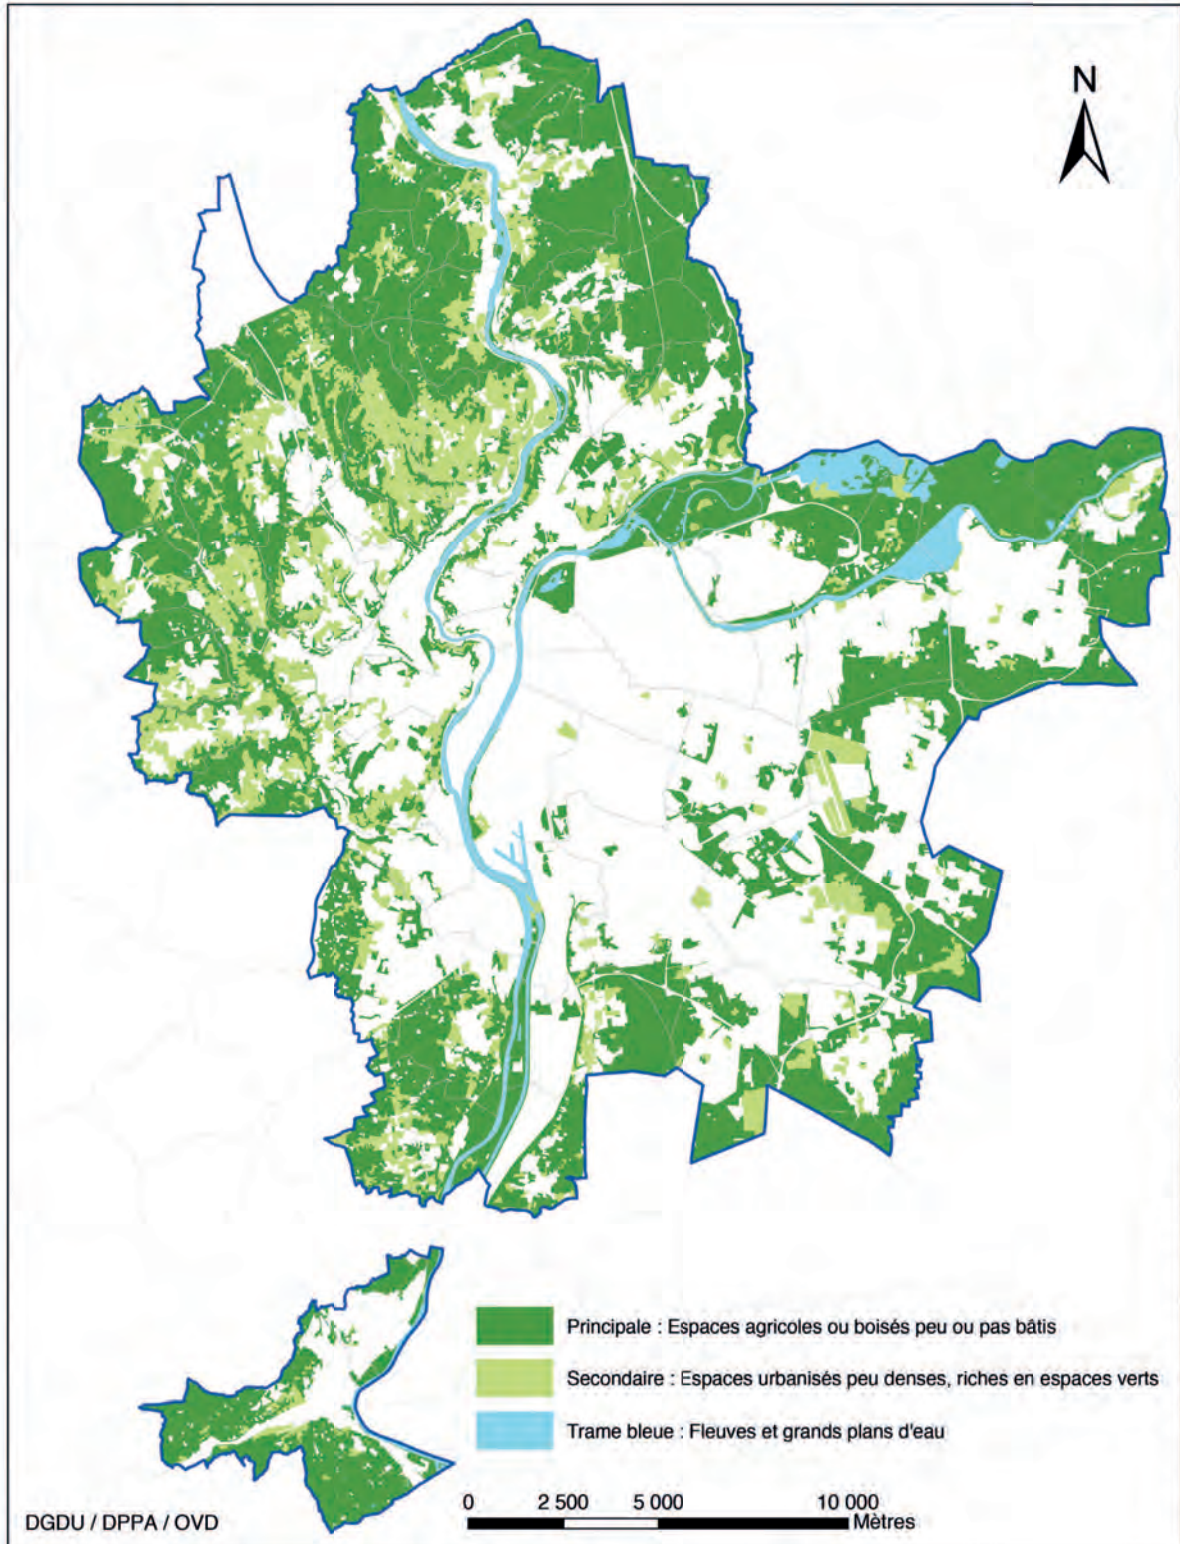 N
Principale : Espaces agricoles ou boisés peu ou pas bâtis
Secondaire : Espaces urbanisés peu denses, riches en espaces verts
Trame bleue : Fleuves et grands plans d'eau
0 2 500 5 000 10 000
Mètres
DGDU / DPPA / OVD